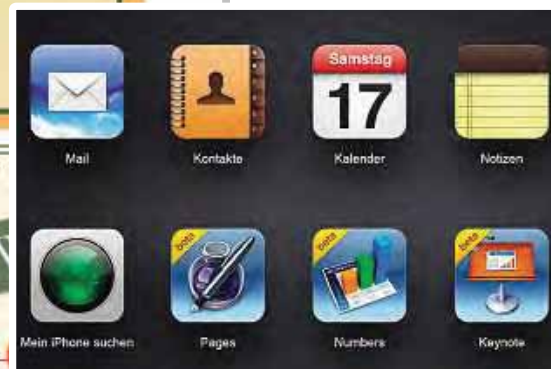 Samstag
17
Mail
Kontakte
Kalender
Notizen
beta
beta
beta
Mein iPhone suchen
Pages
Numbers
Keynote